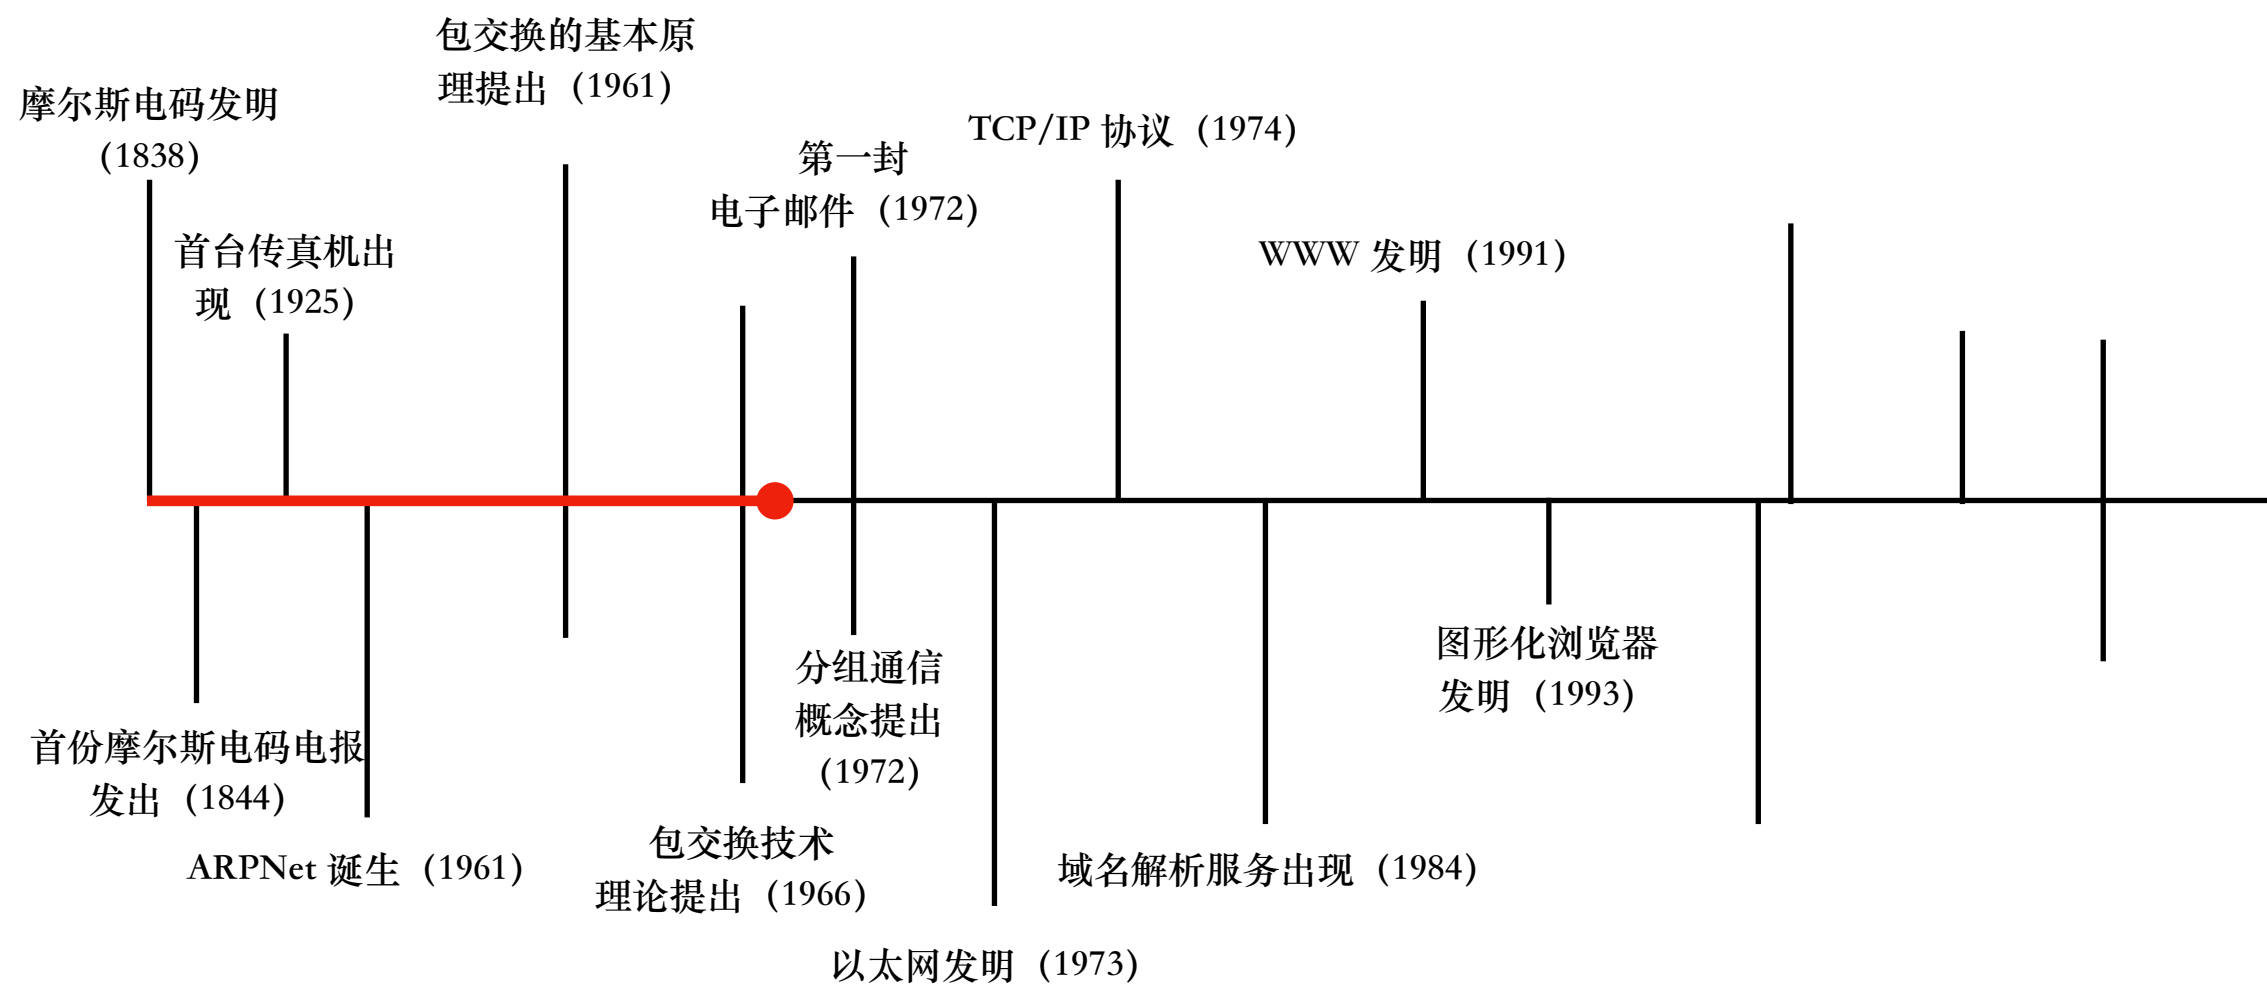 包交换的基本原
理提出（1961）
摩尔斯电码发明
（1838）
TCP/IP 协议（1974）
第一封
电子邮件（1972）
首台传真机出
现（1925）
WWW 发明（1991）
图形化浏览器
发明（1993）
分组通信
概念提出
（1972）
首份摩尔斯电码电报
发出（1844）
ARPNet 诞生（1961）
包交换技术
理论提出（1966）
域名解析服务出现（1984）
以太网发明（1973）